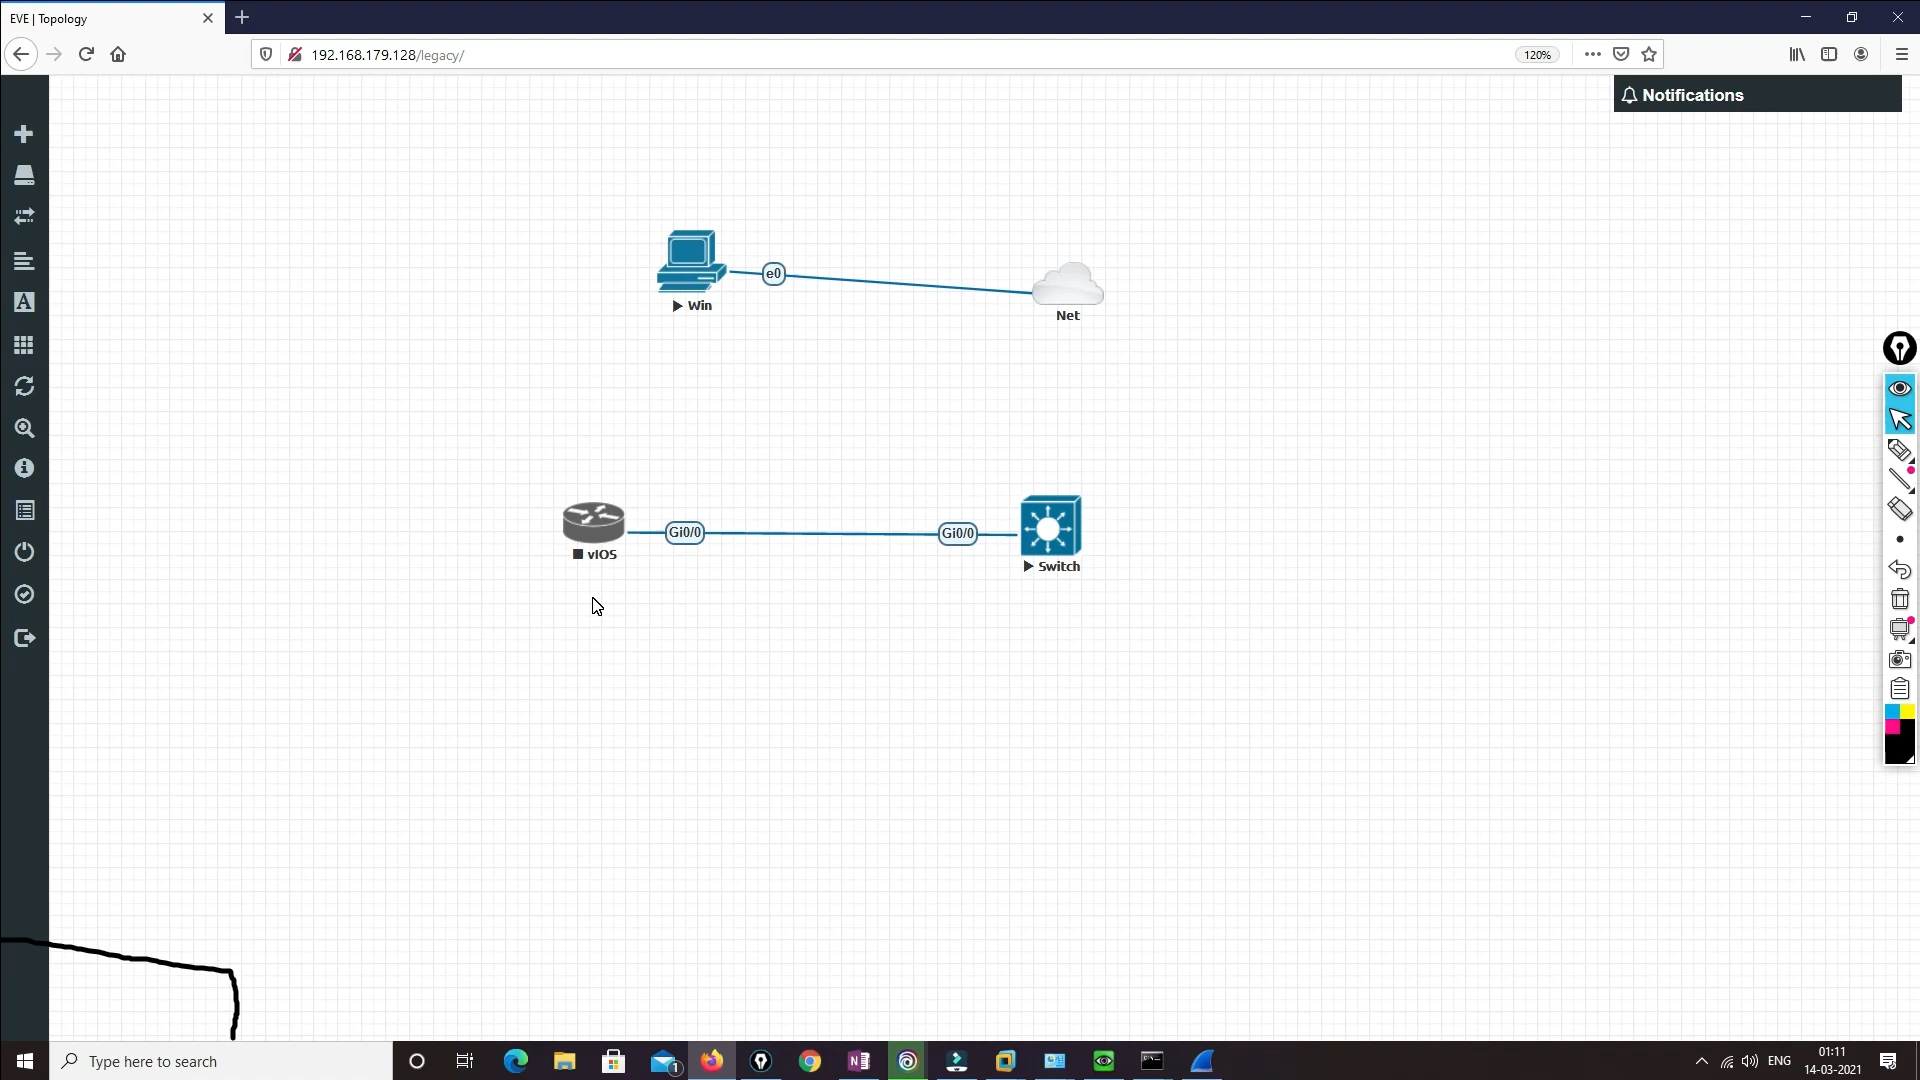 EVE | Topology
192.168.179.128/legacy/
120%
Notifications
e0
Win
Net
Gi0/0
Gi0/0
vIOS
Switch
Type here to search
1
N
ENG
01:11
14-03-2021
A